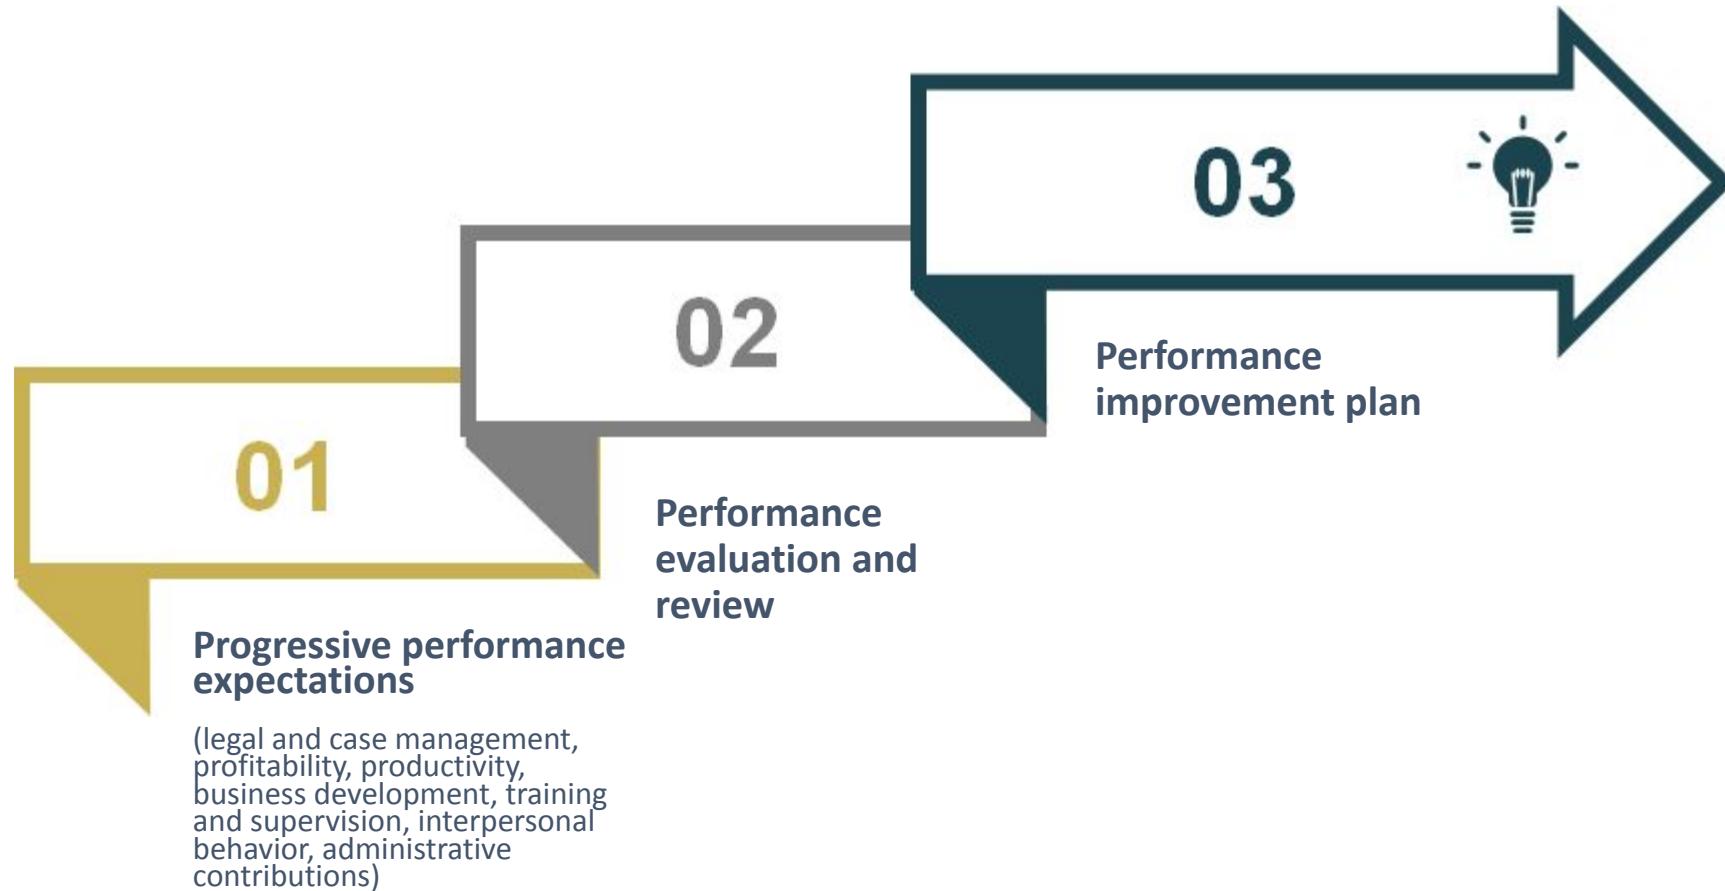 01
Progressive performance
expectations
(legal and case management,
profitability, productivity,
business development, training
and supervision, interpersonal
behavior, administrative
contributions)
02
Performance
evaluation and
review
03
Performance
improvement plan